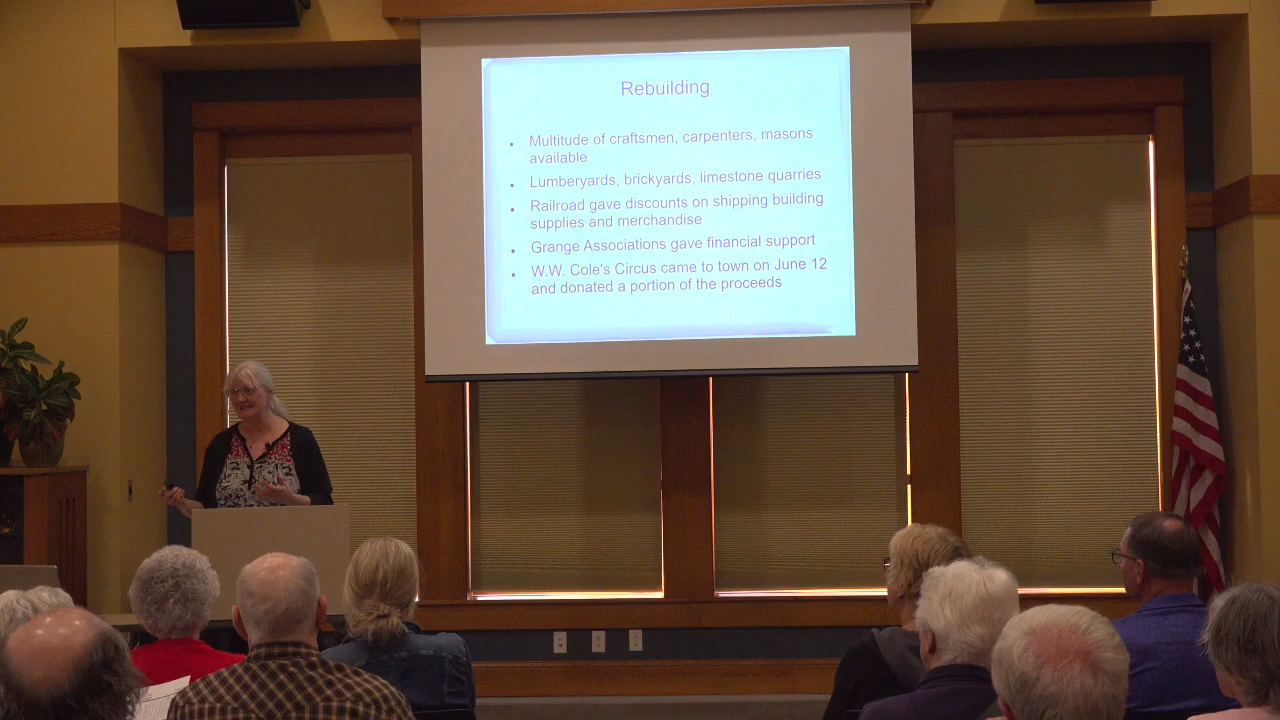 Rebuilding
• Multitude of craftsmen, carpenters, masons
available
• Lumberyards, brickyards, limestone quarries
• Railroad gave discounts on shipping building
supplies and merchandise
• Grange Associations gave financial support
• W.W. Cole's Circus came to town on June 12
and donated a portion of the proceeds